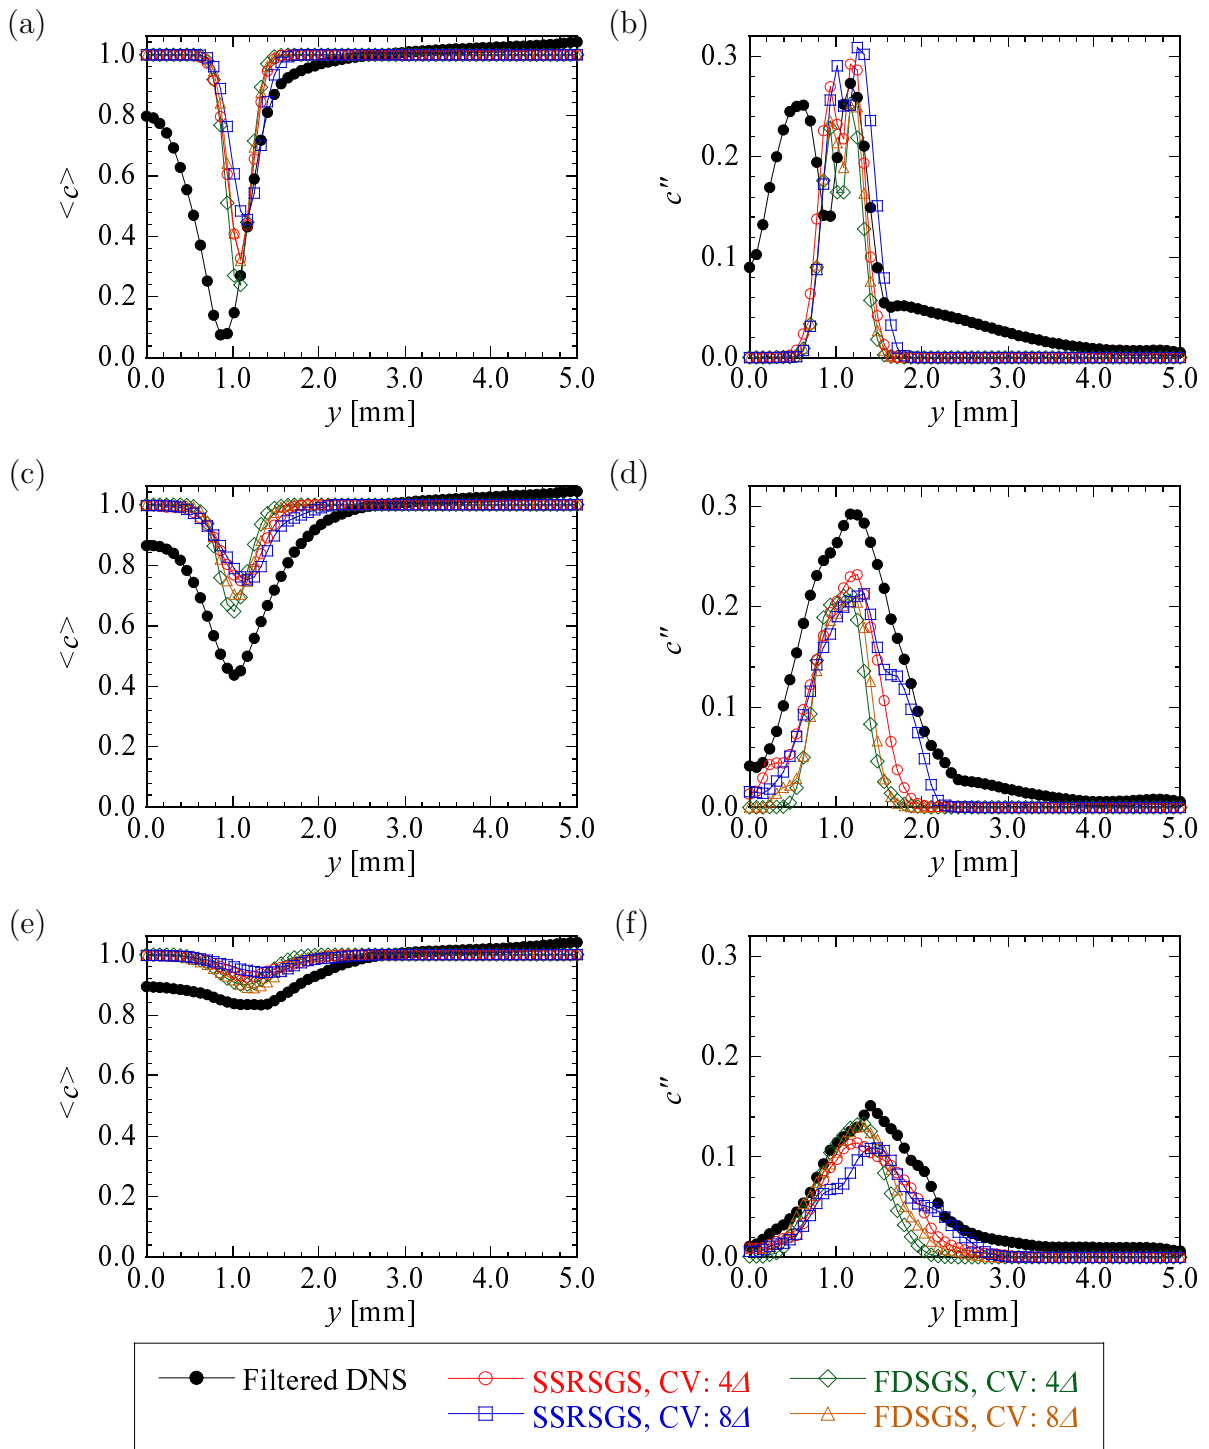 (a)
1.0
0.8
0.6
0.4
0.2
0.0
<c>
0.0 1.0 2.0 3.0 4.0 5.0
y [mm]
(b)
0.3
0.2
0.1
0.0
c″
0.0 1.0 2.0 3.0 4.0 5.0
y [mm]
(c)
1.0
0.8
0.6
0.4
0.2
0.0
<c>
0.0 1.0 2.0 3.0 4.0 5.0
y [mm]
(d)
0.3
0.2
0.1
0.0
c″
0.0 1.0 2.0 3.0 4.0 5.0
y [mm]
(e)
1.0
0.8
0.6
0.4
0.2
0.0
<c>
0.0 1.0 2.0 3.0 4.0 5.0
y [mm]
(f)
0.3
0.2
0.1
0.0
c″
0.0 1.0 2.0 3.0 4.0 5.0
y [mm]
Filtered DNS
SSRSGS, CV: 4Δ
FDSGS, CV: 4Δ
SSRSGS, CV: 8Δ
FDSGS, CV: 8Δ